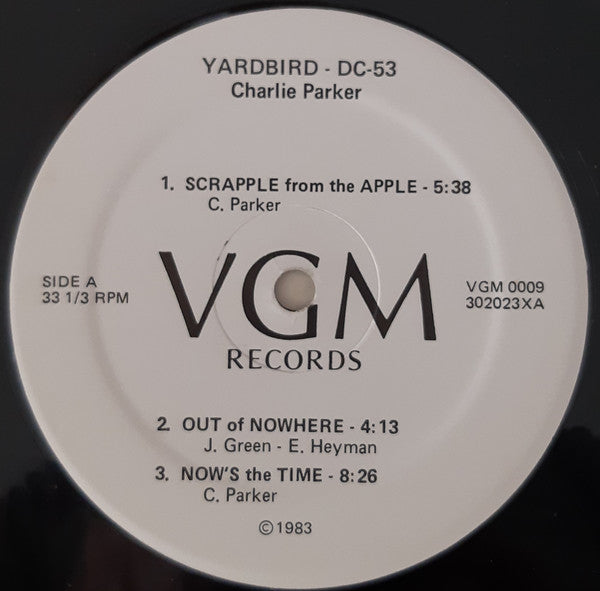 YARDBIRD - DC-53
Charlie Parker
1. SCRAPPLE from the APPLE - 5:38
C. Parker
SIDE A
33 1/3 RPM
VGM
RECORDS
VGM 0009
302023XA
2. OUT of NOWHERE - 4:13
J. Green - E. Heyman
3. NOW'S the TIME - 8:26
C. Parker
©1983